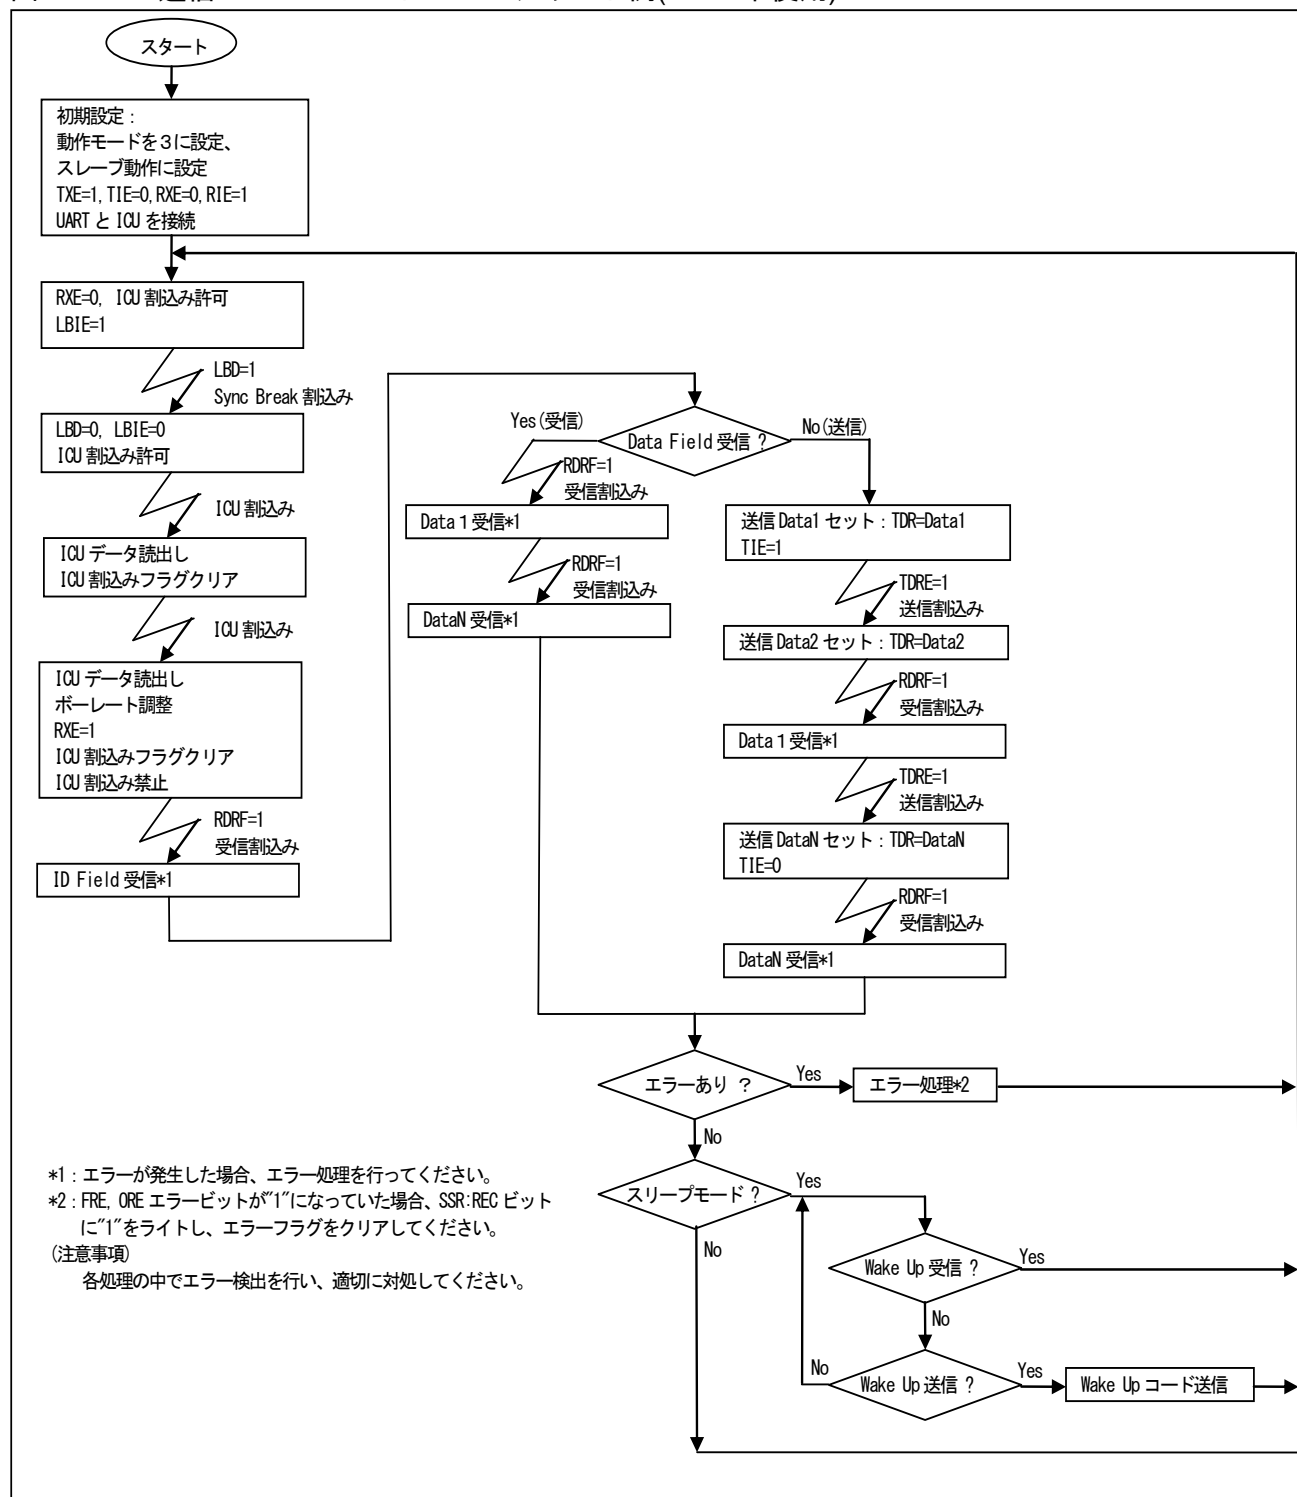 スタート
初期設定：
動作モードを３に設定、
スレーブ動作に設定
TXE=1, TIE=0, RXE=0, RIE=1
UART と ICU を接続
RXE=0, ICU 割込み許可
LBIE=1
LBD=1
Sync Break 割込み
LBD=0, LBIE=0
ICU 割込み許可
ICU 割込み
ICU データ読出し
ICU 割込みフラグクリア
ICU 割込み
ICU データ読出し
ボーレート調整
RXE=1
ICU 割込みフラグクリア
ICU 割込み禁止
RDRF=1
受信割込み
ID Field 受信*1
Data Field 受信？
Yes(受信)
No(送信)
RDRF=1
受信割込み
Data１受信*1
RDRF=1
受信割込み
DataN 受信*1
送信 Data1 セット：TDR=Data1
TIE=1
TDRE=1
送信割込み
送信 Data2 セット：TDR=Data2
RDRF=1
受信割込み
Data１受信*1
TDRE=1
送信割込み
送信 DataN セット：TDR=DataN
TIE=0
RDRF=1
受信割込み
DataN 受信*1
エラーあり ？
Yes
エラー処理*2
No
スリープモード？
Yes
No
Wake Up 受信？
Yes
No
Wake Up 送信？
No
Yes
Wake Up コード送信
*1：エラーが発生した場合、エラー処理を行ってください。
*2：FRE, ORE エラービットが"1"になっていた場合、SSR:REC ビット
に"1"をライトし、エラーフラグをクリアしてください。
(注意事項)
各処理の中でエラー検出を行い、適切に対処してください。